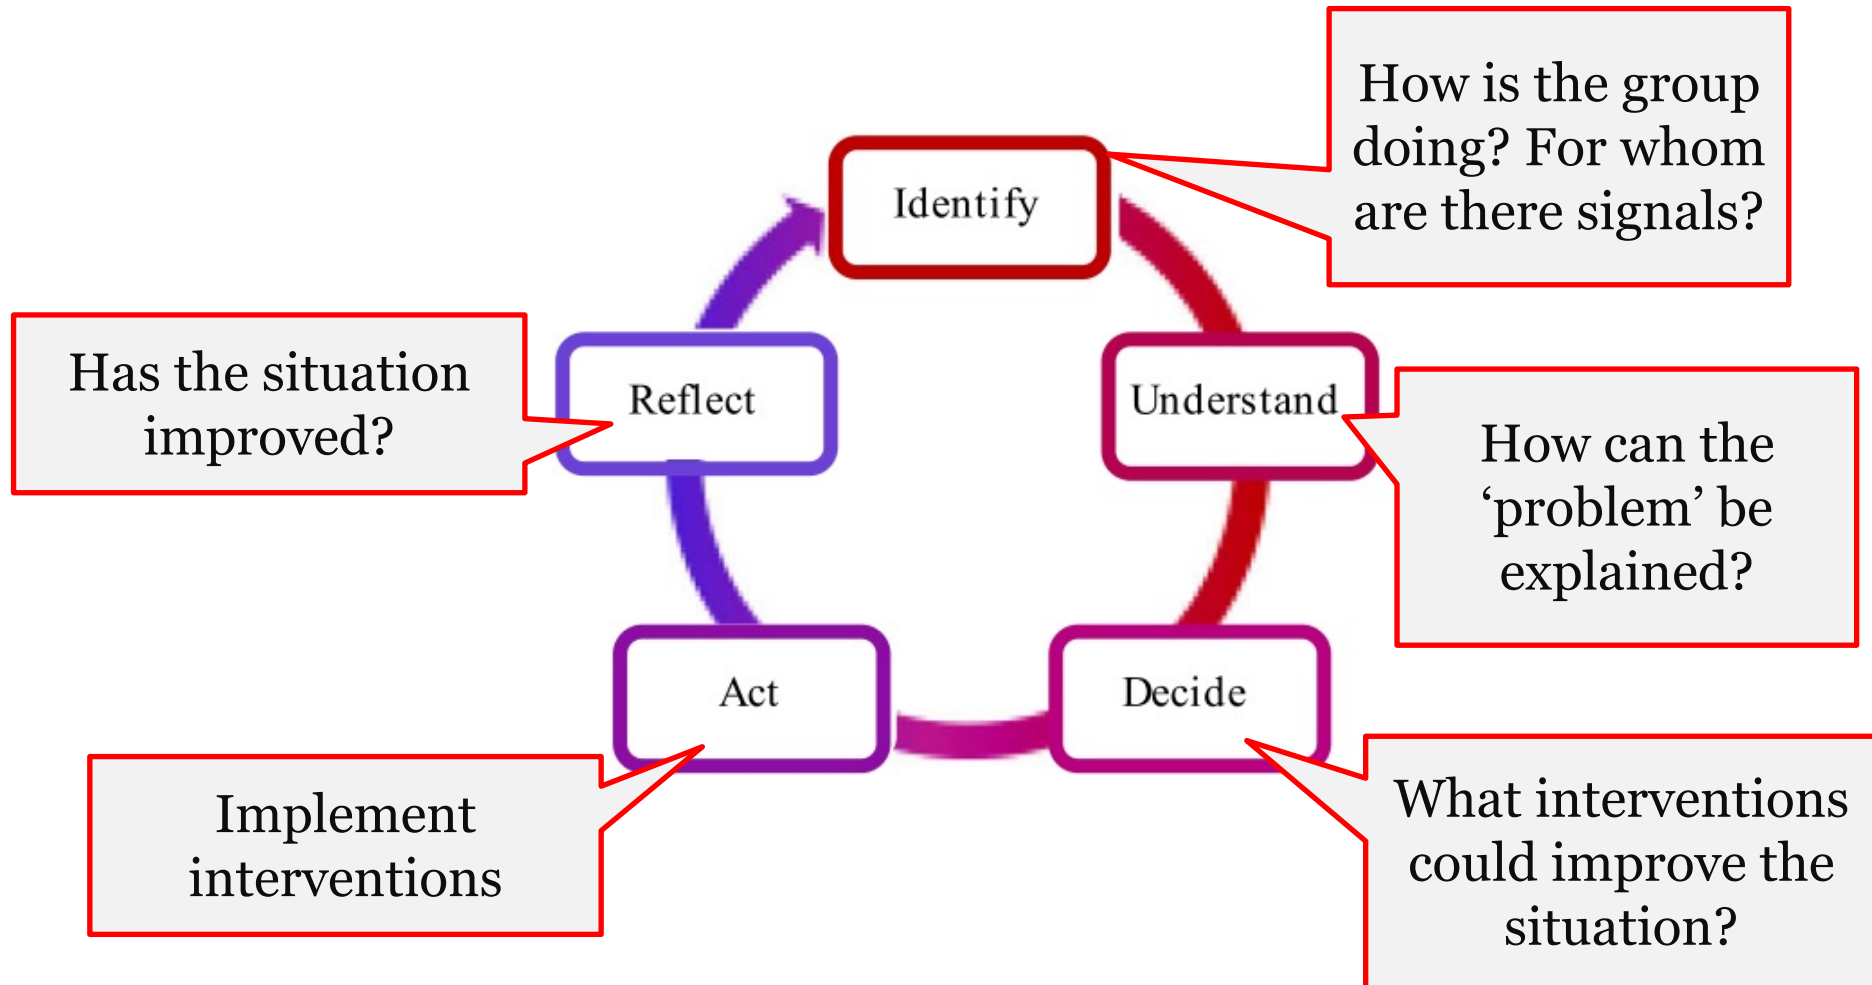 How is the group
doing? For whom
are there signals?
Identify
Has the situation
improved?
Reflect
Understand
How can the
‘problem’ be
explained?
Act
Decide
Implement
interventions
What interventions
could improve the
situation?